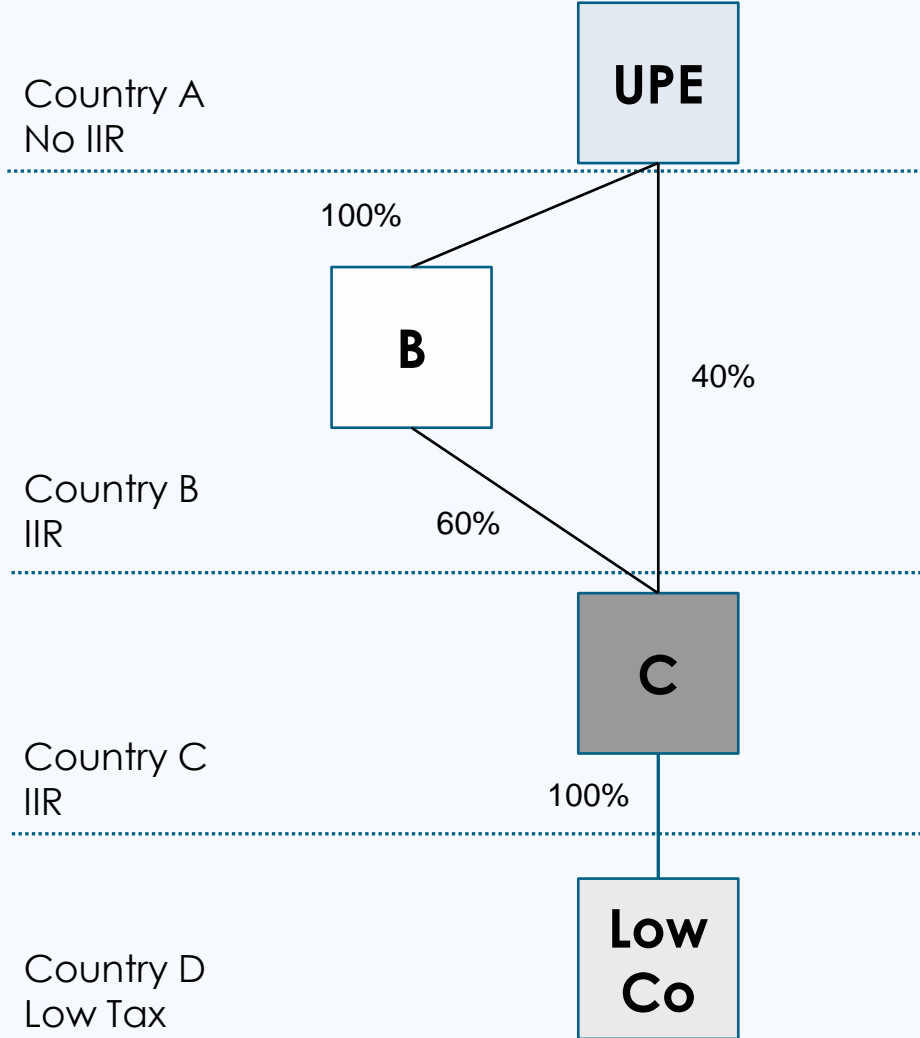 UPE
Country A
No IIR
100%
B
40%
Country B
IIR
60%
C
Country C
IIR
100%
Low
Co
Country D
Low Tax